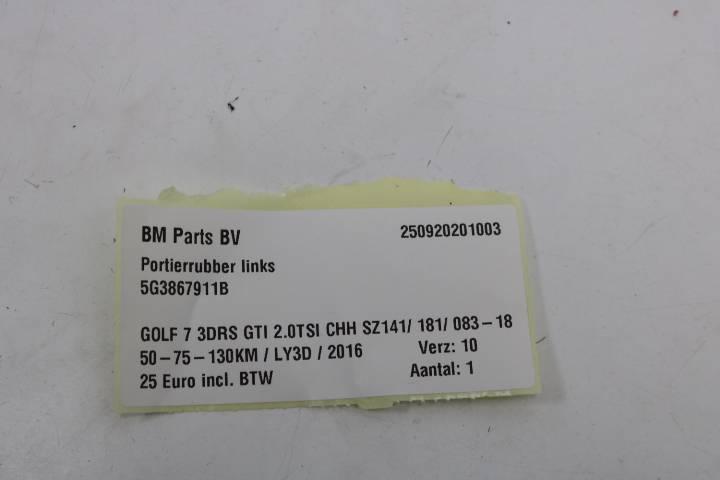 BM Parts BV 250920201003
Portierrubber links
5G3867911B
GOLF 7 3DRS GTI 2.0TSI CHH SZ141/ 181/ 083-18
50-75-130KM / LY3D / 2016 Verz: 10
25 Euro incl. BTW Aantal: 1